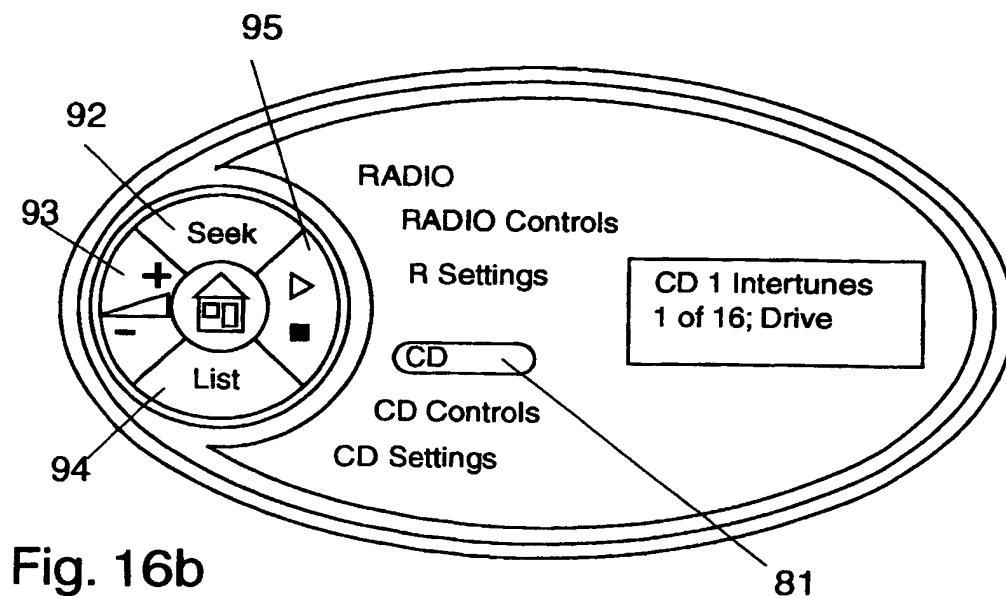 95
92
RADIO
93
RADIO Controls
Seek
+
R Settings
CD 1 Intertunes
1 of 16; Drive
-
CD
List
CD Controls
CD Settings
94
Fig. 16b
81